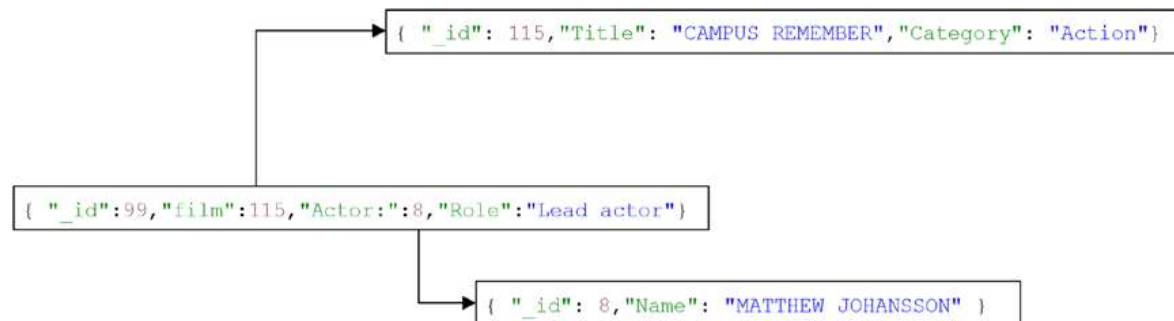 { "_id": 115,"Title": "CAMPUS REMEMBER","Category": "Action"}
{ "_id":99,"film":115,"Actor:":8,"Role":"Lead actor"}
{ "_id": 8,"Name": "MATTHEW JOHANSSON" }